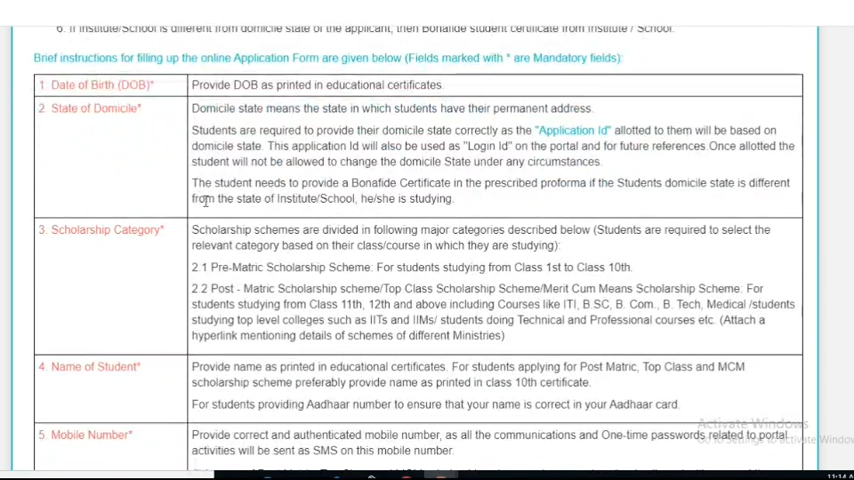 6. If Institute/School is different from domicile state of the applicant, then Bonafide student certificate from Institute / School.
Brief instructions for filling up the online Application Form are given below (Fields marked with * are Mandatory fields):
1. Date of Birth (DOB)*
Provide DOB as printed in educational certificates.
2. State of Domicile*
Domicile state means the state in which students have their permanent address.
Students are required to provide their domicile state correctly as the "Application Id" allotted to them will be based on
domicile state. This application Id will also be used as "Login Id" on the portal and for future references.Once allotted the
student will not be allowed to change the domicile State under any circumstances.
The student needs to provide a Bonafide Certificate in the prescribed proforma if the Students domicile state is different
from the state of Institute/School, he/she is studying.
3. Scholarship Category*
Scholarship schemes are divided in following major categories described below (Students are required to select the
relevant category based on their class/course in which they are studying):
2.1 Pre-Matric Scholarship Scheme: For students studying from Class 1st to Class 10th.
2.2 Post - Matric Scholarship scheme/Top Class Scholarship Scheme/Merit Cum Means Scholarship Scheme: For
students studying from Class 11th, 12th and above including Courses like ITI, B.SC, B. Com., B. Tech, Medical /students
studying top level colleges such as IITs and IIMs/ students doing Technical and Professional courses etc. (Attach a
hyperlink mentioning details of schemes of different Ministries)
4. Name of Student*
Provide name as printed in educational certificates. For students applying for Post Matric, Top Class and MCM
scholarship scheme preferably provide name as printed in class 10th certificate.
For students providing Aadhaar number to ensure that your name is correct in your Aadhaar card.
5. Mobile Number*
Provide correct and authenticated mobile number, as all the communications and One-time passwords related to portal
activities will be sent as SMS on this mobile number.
Activate Windows
Go to Settings to activate Windows
11:14 A